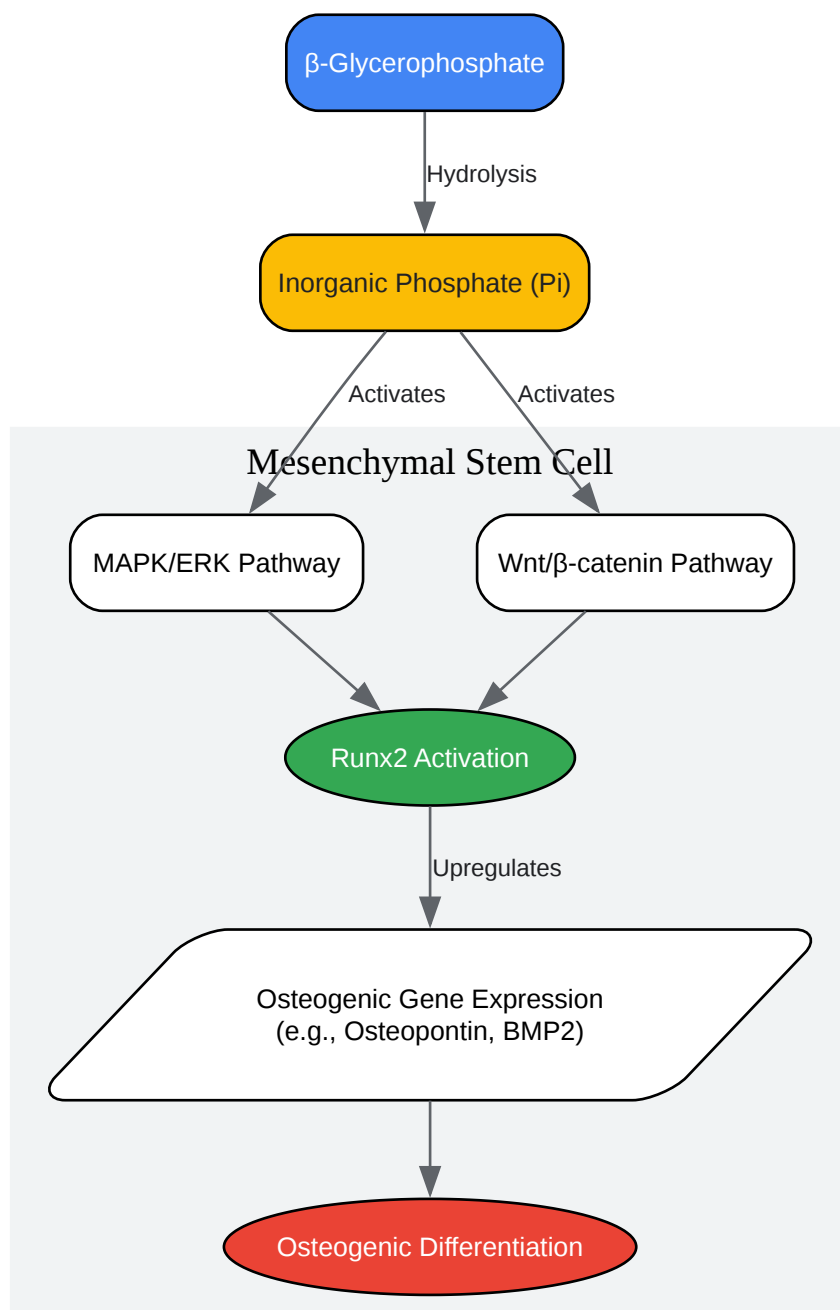 β-Glycerophosphate
Hydrolysis
Inorganic Phosphate (Pi)
Activates
Activates
Mesenchymal Stem Cell
MAPK/ERK Pathway
Wnt/β-catenin Pathway
Runx2 Activation
Upregulates
Osteogenic Gene Expression
(e.g., Osteopontin, BMP2)
Osteogenic Differentiation